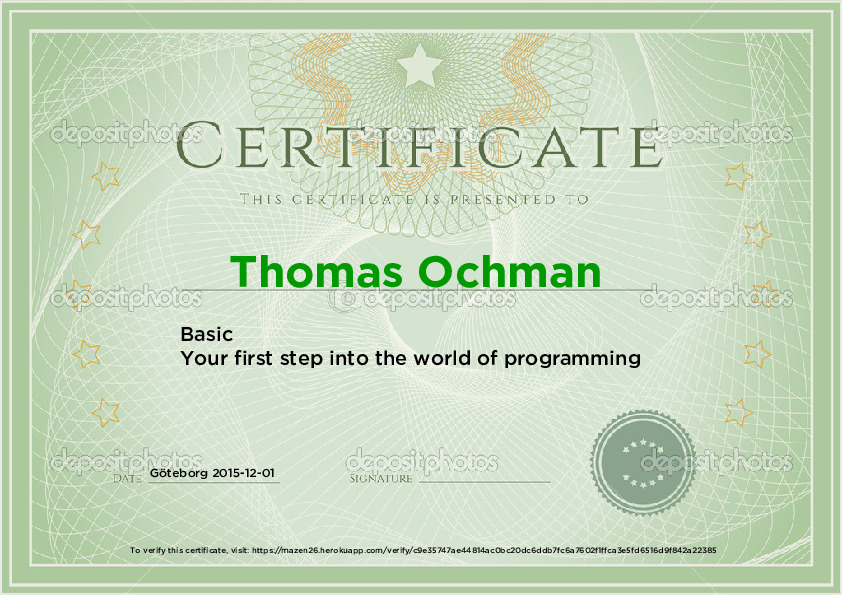 CERTIFICATE
THIS CERTIFICATE IS PRESENTED TO
Thomas Ochman
Basic
Your first step into the world of programming
DATE Göteborg 2015-12-01 SIGNATURE
To verify this certificate, visit: https://mazen26.herokuapp.com/verify/c9e35747ae44814ac0bc20dc6ddb7fc6a7602f1ffca3e5fd6516d9f842a22385
depositphotos depositphotos depositphotos
depositphotos © depositphotos depositphotos
depositphotos depositphotos depositphotos